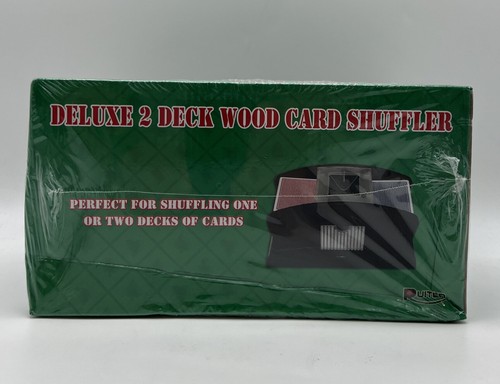 DELUXE 2 DECK WOOD CARD SHUFFLER
PERFECT FOR SHUFFLING ONE
OR TWO DECKS OF CARDS